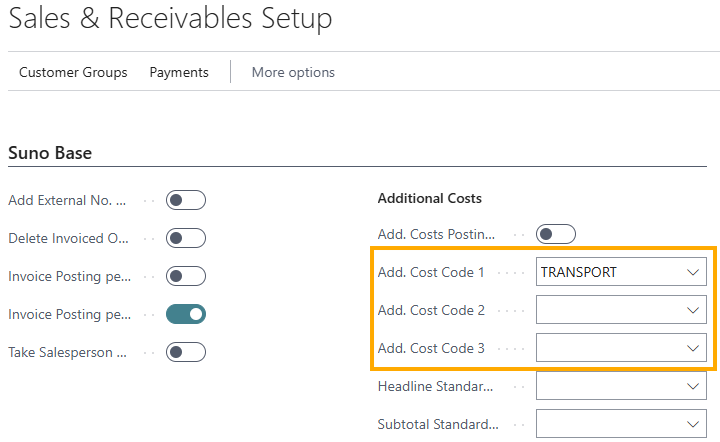 Sales & Receivables Setup
Customer Groups Payments More options
Suno Base
Add External No. ...
Delete Invoiced O...
Invoice Posting pe...
Invoice Posting pe...
Take Salesperson ...
Additional Costs
Add. Costs Postin...
Add. Cost Code 1 TRANSPORT
Add. Cost Code 2
Add. Cost Code 3
Headline Standar...
Subtotal Standard...